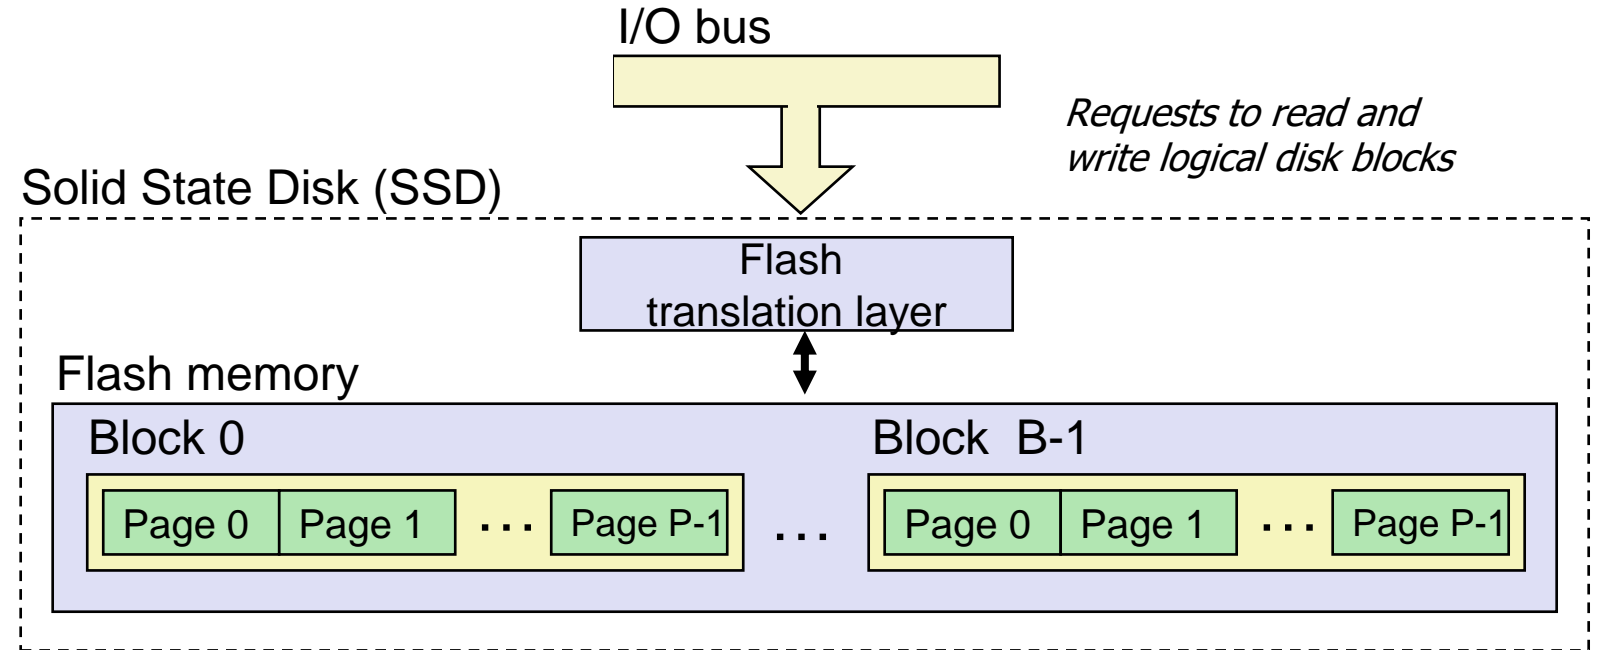 I/O bus
Requests to read and
write logical disk blocks
Solid State Disk (SSD)
Flash
translation layer
Flash memory
Block 0
Block B-1
Page 0 Page 1 ... Page P-1 ... Page 0 Page 1 ... Page P-1